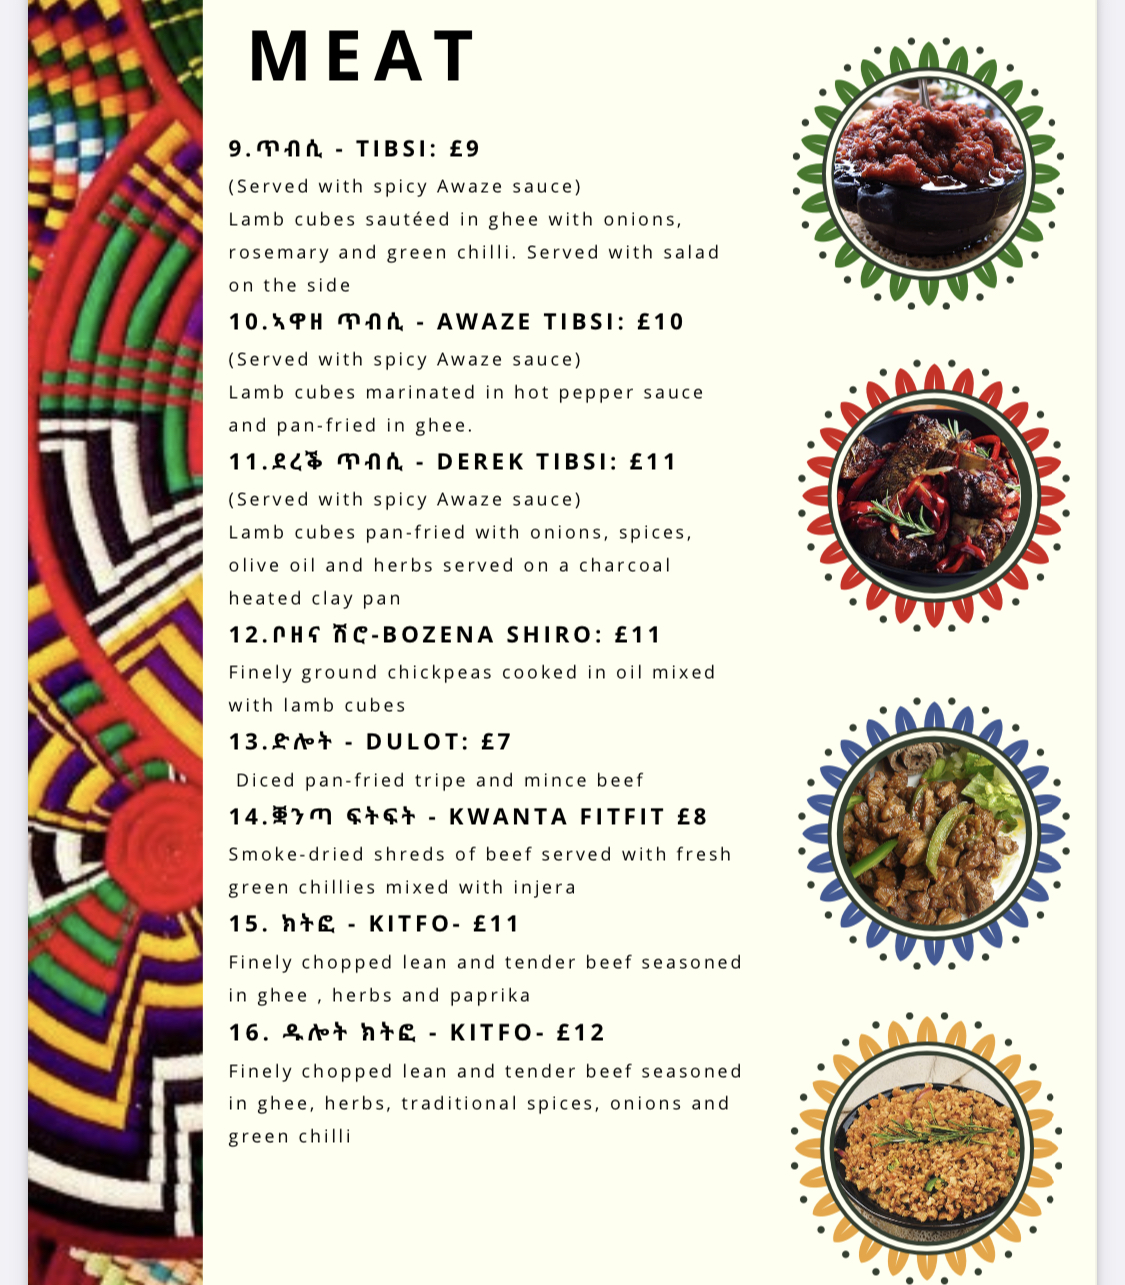 MEAT
9.ጥብሲ - TIBSI: £9
(Served with spicy Awaze sauce)
Lamb cubes sautéed in ghee with onions,
rosemary and green chilli. Served with salad
on the side
10.ኣዋዘ ጥብሲ - AWAZE TIBSI: £10
(Served with spicy Awaze sauce)
Lamb cubes marinated in hot pepper sauce
and pan-fried in ghee.
11.ደረቕ ጥብሲ - DEREK TIBSI: £11
(Served with spicy Awaze sauce)
Lamb cubes pan-fried with onions, spices,
olive oil and herbs served on a charcoal
heated clay pan
12.ቦዘና ሽሮ-BOZENA SHIRO: £11
Finely ground chickpeas cooked in oil mixed
with lamb cubes
13.ድሎት - DULOT: £7
Diced pan-fried tripe and mince beef
14.ቋንጣ ፍትፍት - KWANTA FITFIT £8
Smoke-dried shreds of beef served with fresh
green chillies mixed with injera
15. ክትፎ - KITFO- £11
Finely chopped lean and tender beef seasoned
in ghee , herbs and paprika
16. ዱሎት ክትፎ - KITFO- £12
Finely chopped lean and tender beef seasoned
in ghee, herbs, traditional spices, onions and
green chilli